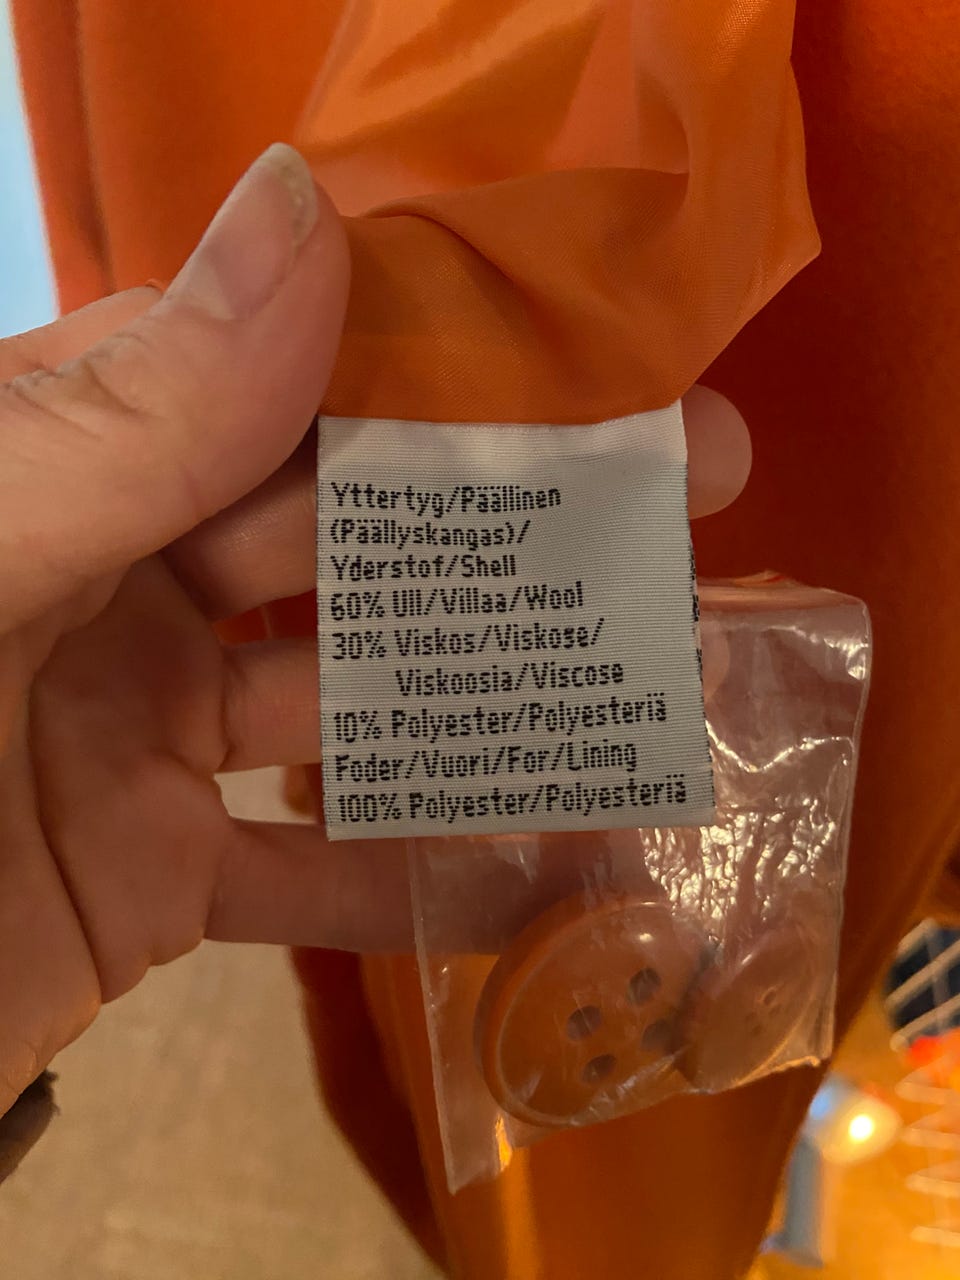 Yttertyg/Päällinen
(Päällyskangas)/
Yderstof/Shell
60% Ull/Villaa/Wool
30% Viskos/Viskose/
Viskoosia/Viscose
10% Polyester/Polyesteriä
Foder/Vuori/For/Lining
100% Polyester/Polyesteriä